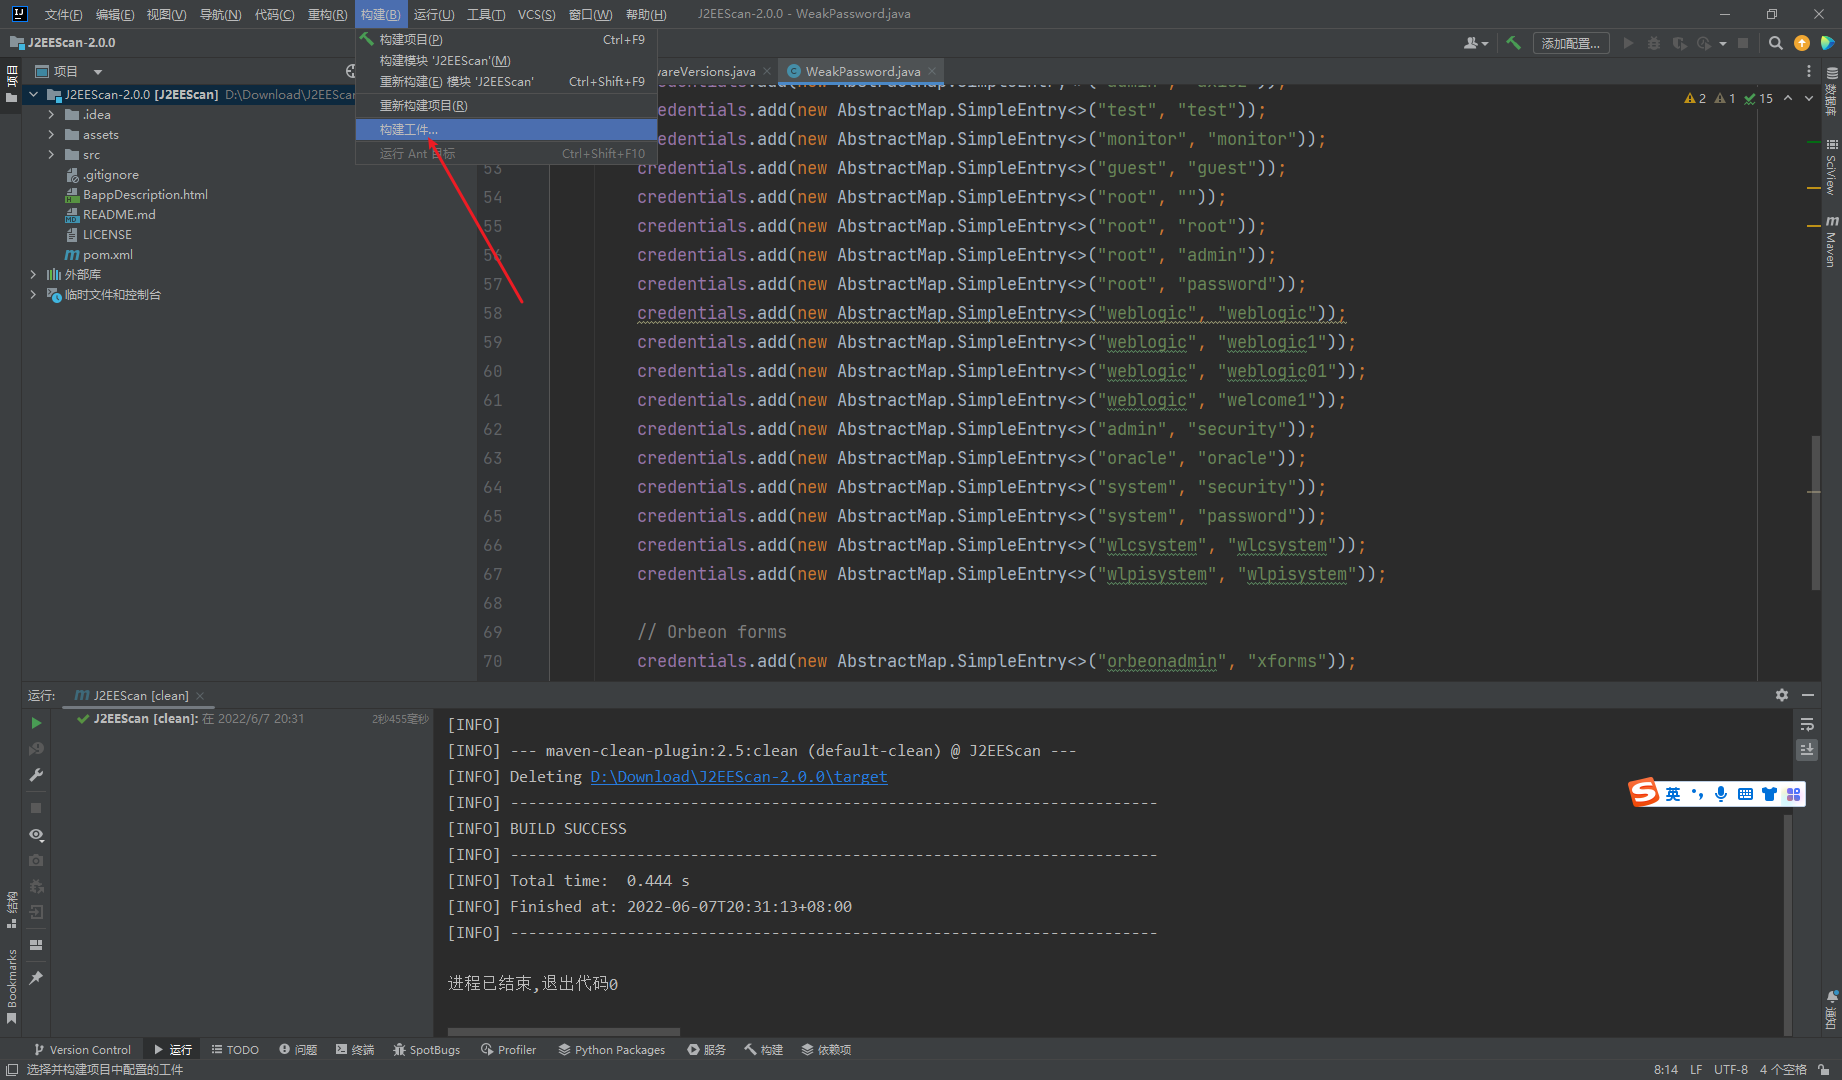 文件(F) 编辑(E) 视图(V) 导航(N) 代码(C) 重构(R) 构建(B) 运行(U) 工具(T) VCS(S) 窗口(W) 帮助(H) J2EEScan-2.0.0 - WeakPassword.java
J2EEScan-2.0.0
添加配置...
构建项目(P) Ctrl+F9
构建模块 'J2EEScan'(M)
重新构建(E) 模块 'J2EEScan' Ctrl+Shift+F9
重新构建项目(R)
构建工件...
运行 Ant 目标 Ctrl+Shift+F10
项目
wareVersions.java
WeakPassword.java
2 1 15
J2EEScan-2.0.0 [J2EEScan] D:\Download\J2EEScan
.idea
assets
src
.gitignore
BappDescription.html
README.md
LICENSE
pom.xml
外部库
临时文件和控制台
credentials.add(new AbstractMap.SimpleEntry<>("test", "test"));
credentials.add(new AbstractMap.SimpleEntry<>("monitor", "monitor"));
53 credentials.add(new AbstractMap.SimpleEntry<>("guest", "guest"));
54 credentials.add(new AbstractMap.SimpleEntry<>("root", ""));
55 credentials.add(new AbstractMap.SimpleEntry<>("root", "root"));
56 credentials.add(new AbstractMap.SimpleEntry<>("root", "admin"));
57 credentials.add(new AbstractMap.SimpleEntry<>("root", "password"));
58 credentials.add(new AbstractMap.SimpleEntry<>("weblogic", "weblogic"));
59 credentials.add(new AbstractMap.SimpleEntry<>("weblogic", "weblogic1"));
60 credentials.add(new AbstractMap.SimpleEntry<>("weblogic", "weblogic01"));
61 credentials.add(new AbstractMap.SimpleEntry<>("weblogic", "welcome1"));
62 credentials.add(new AbstractMap.SimpleEntry<>("admin", "security"));
63 credentials.add(new AbstractMap.SimpleEntry<>("oracle", "oracle"));
64 credentials.add(new AbstractMap.SimpleEntry<>("system", "security"));
65 credentials.add(new AbstractMap.SimpleEntry<>("system", "password"));
66 credentials.add(new AbstractMap.SimpleEntry<>("wlcsystem", "wlcsystem"));
67 credentials.add(new AbstractMap.SimpleEntry<>("wlpisystem", "wlpisystem"));
68
69 // Orbeon forms
70 credentials.add(new AbstractMap.SimpleEntry<>("orbeonadmin", "xforms"));
项目
结构
Bookmarks
数据库
SciView
Maven
通知
运行: J2EEScan [clean]
J2EEScan [clean]: 在 2022/6/7 20:31 2秒455毫秒
[INFO]
[INFO] --- maven-clean-plugin:2.5:clean (default-clean) @ J2EEScan ---
[INFO] Deleting D:\Download\J2EEScan-2.0.0\target
[INFO] ------------------------------------------------------------------------
[INFO] BUILD SUCCESS
[INFO] ------------------------------------------------------------------------
[INFO] Total time:  0.444 s
[INFO] Finished at: 2022-06-07T20:31:13+08:00
[INFO] ------------------------------------------------------------------------
进程已结束,退出代码0
英
Version Control 运行 TODO 问题 终端 SpotBugs Profiler Python Packages 服务 构建 依赖项
选择并构建项目中配置的工件 8:14 LF UTF-8 4 个空格